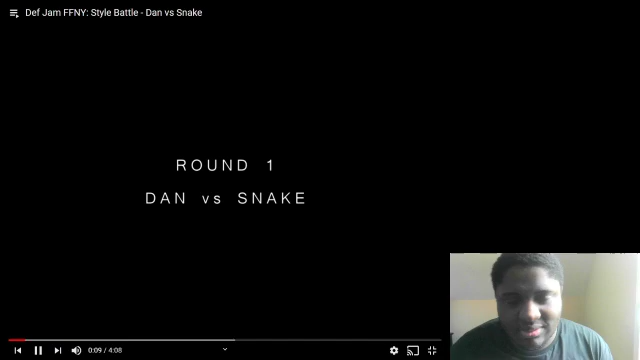 Def Jam FFNY: Style Battle - Dan vs Snake
ROUND 1
DAN vs SNAKE
0:09 / 4:08